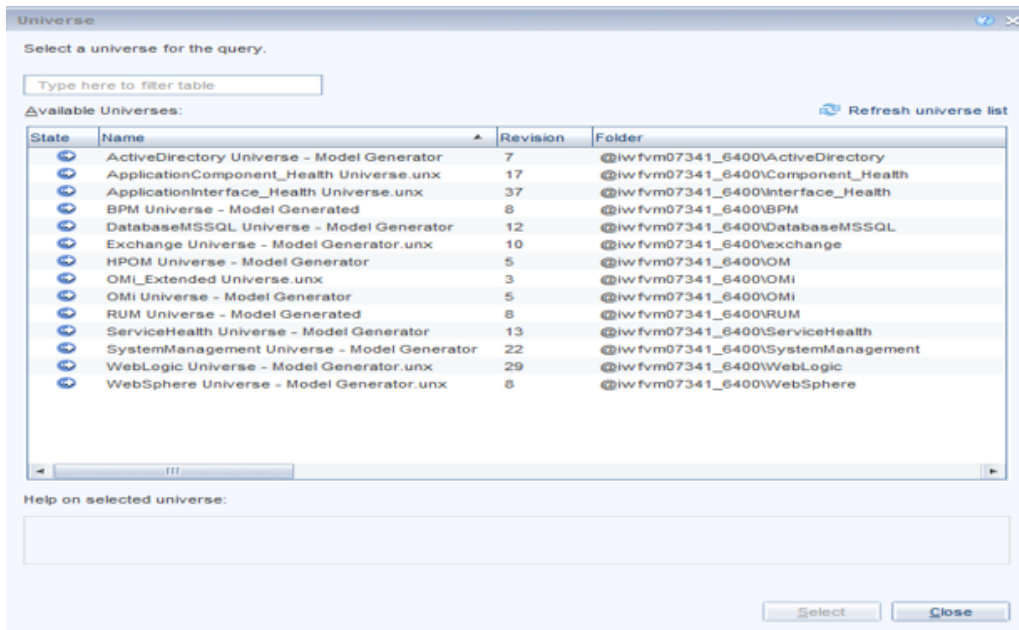 Universe
Select a universe for the query.
Type here to filter table
Available Universes:
Refresh universe list
State Name Revision Folder
ActiveDirectory Universe - Model Generator 7 @iwfvm07341_6400\ActiveDirectory
ApplicationComponent_Health Universe.unx 17 @iwfvm07341_6400\Component_Health
ApplicationInterface_Health Universe.unx 37 @iwfvm07341_6400\Interface_Health
BPM Universe - Model Generated 8 @iwfvm07341_6400\BPM
DatabaseMSSQL Universe - Model Generator 12 @iwfvm07341_6400\DatabaseMSSQL
Exchange Universe - Model Generator.unx 10 @iwfvm07341_6400\exchange
HPOM Universe - Model Generator 5 @iwfvm07341_6400\OM
OMi_Extended Universe.unx 3 @iwfvm07341_6400\OMi
OMi Universe - Model Generator 5 @iwfvm07341_6400\OMi
RUM Universe - Model Generated 8 @iwfvm07341_6400\RUM
ServiceHealth Universe - Model Generator 13 @iwfvm07341_6400\ServiceHealth
SystemManagement Universe - Model Generator 22 @iwfvm07341_6400\SystemManagement
WebLogic Universe - Model Generator.unx 29 @iwfvm07341_6400\WebLogic
WebSphere Universe - Model Generator.unx 8 @iwfvm07341_6400\WebSphere
Help on selected universe:
Select
Close